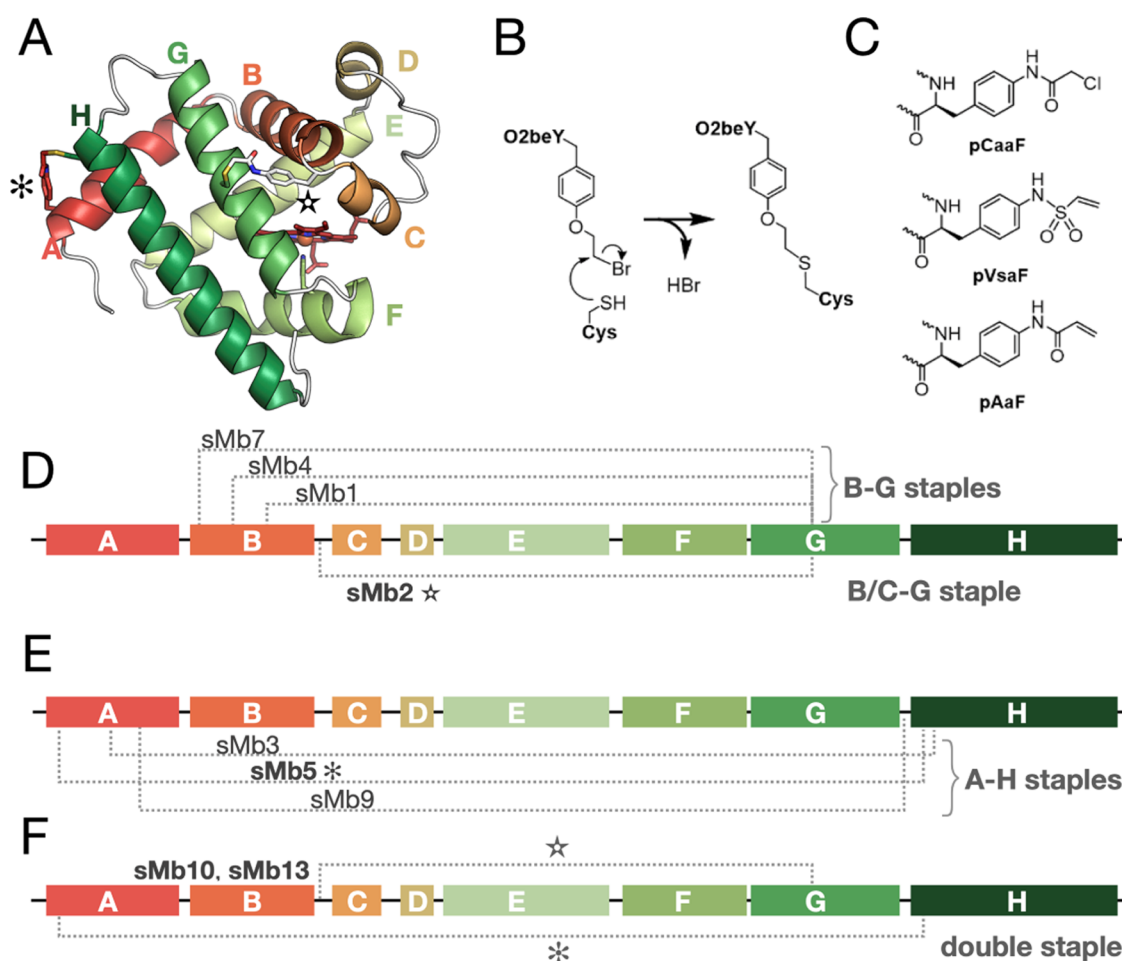 A
B
C
G
B
D
H
E
A
C
F
✻
☆
O2beY
O
Br
SH
Cys
HBr
O2beY
O
S
Cys
NH
O
H
N
O
Cl
pCaaF
NH
O
H
N
S
O O
pVsaF
NH
O
H
N
O
pAaF
D
sMb7
sMb4
sMb1
B-G staples
A B C D E F G H
sMb2 ☆
B/C-G staple
E
A B C D E F G H
sMb3
sMb5 ✻
sMb9
A-H staples
F
☆
sMb10, sMb13
A B C D E F G H
✻
double staple